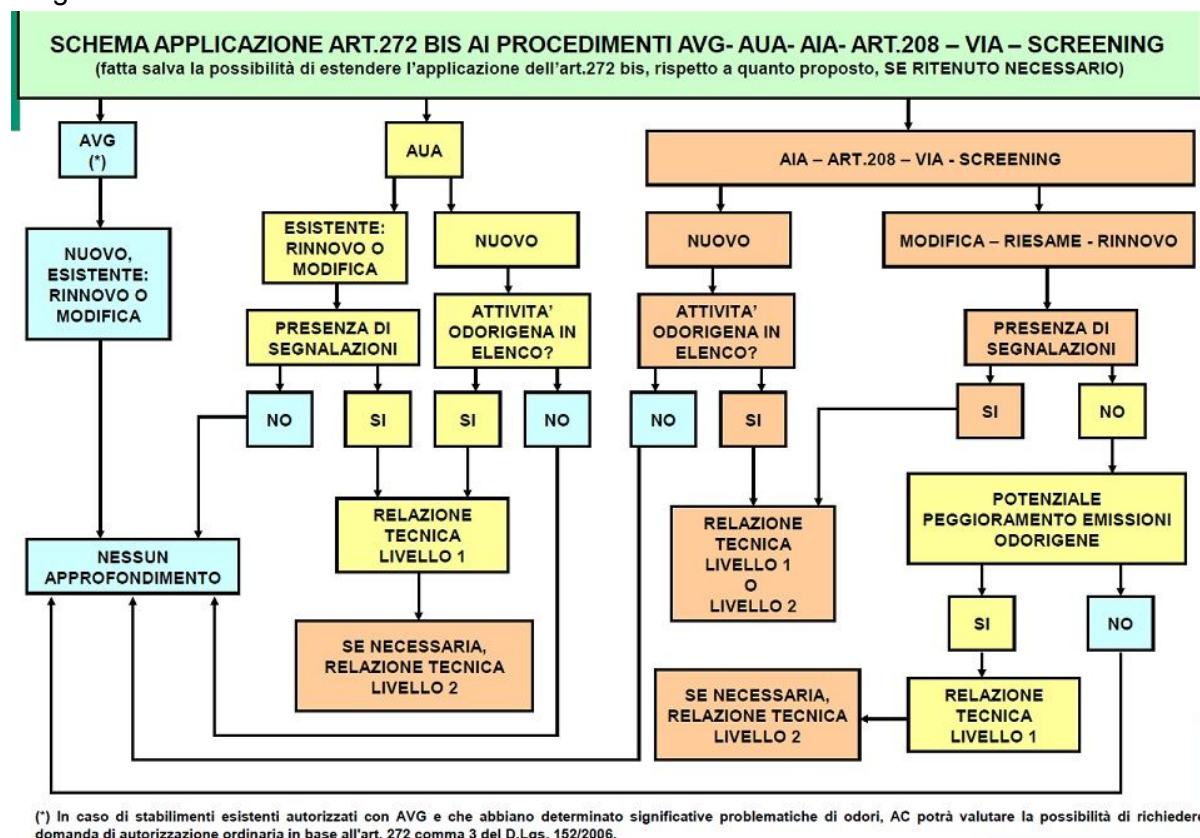 SCHEMA APPLICAZIONE ART.272 BIS AI PROCEDIMENTI AVG- AUA- AIA- ART.208 – VIA – SCREENING
(fatta salva la possibilità di estendere l'applicazione dell'art.272 bis, rispetto a quanto proposto, SE RITENUTO NECESSARIO)
AVG
(*)
AUA
AIA – ART.208 – VIA - SCREENING
NUOVO,
ESISTENTE:
RINNOVO O
MODIFICA
ESISTENTE:
RINNOVO O
MODIFICA
NUOVO
NUOVO
MODIFICA – RIESAME - RINNOVO
PRESENZA DI
SEGNALAZIONI
ATTIVITA'
ODORIGENA IN
ELENCO?
ATTIVITA'
ODORIGENA IN
ELENCO?
PRESENZA DI
SEGNALAZIONI
NO
SI
SI
NO
NO
SI
SI
NO
NESSUN
APPROFONDIMENTO
RELAZIONE
TECNICA
LIVELLO 1
RELAZIONE
TECNICA
LIVELLO 1
O
LIVELLO 2
POTENZIALE
PEGGIORAMENTO EMISSIONI
ODORIGENE
SI
NO
SE NECESSARIA,
RELAZIONE TECNICA
LIVELLO 2
SE NECESSARIA,
RELAZIONE TECNICA
LIVELLO 2
RELAZIONE
TECNICA
LIVELLO 1
(*) In caso di stabilimenti esistenti autorizzati con AVG e che abbiano determinato significative problematiche di odori, AC potrà valutare la possibilità di richieder
domanda di autorizzazione ordinaria in base all'art. 272 comma 3 del D.Lgs. 152/2006.